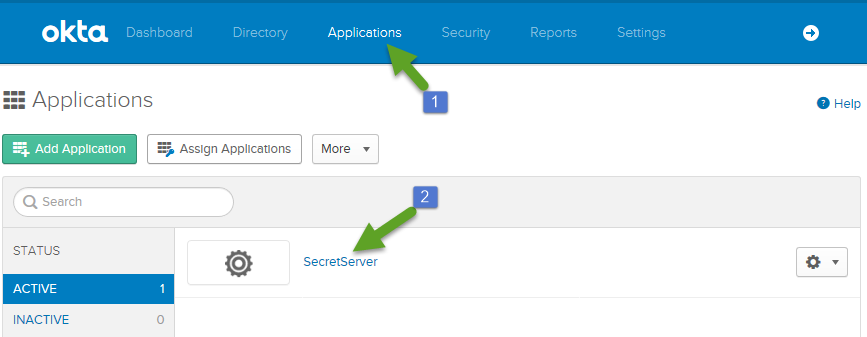 okta Dashboard Directory Applications Security Reports Settings
1
Applications
? Help
Add Application Assign Applications More
Search
2
STATUS
SecretServer
ACTIVE 1
INACTIVE 0